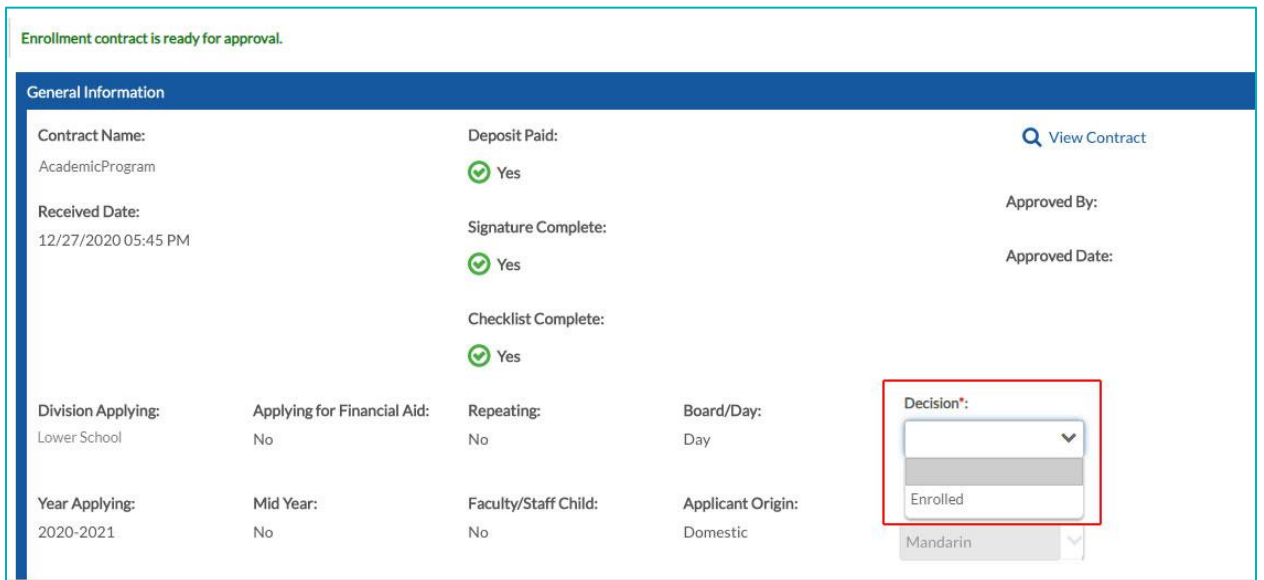 Enrollment contract is ready for approval.
General Information
Contract Name:
AcademicProgram
Received Date:
12/27/2020 05:45 PM
Deposit Paid:
Yes
Signature Complete:
Yes
Checklist Complete:
Yes
View Contract
Approved By:
Approved Date:
Division Applying:
Lower School
Applying for Financial Aid:
No
Repeating:
No
Board/Day:
Day
Decision*:
Enrolled
Year Applying:
2020-2021
Mid Year:
No
Faculty/Staff Child:
No
Applicant Origin:
Domestic
Mandarin